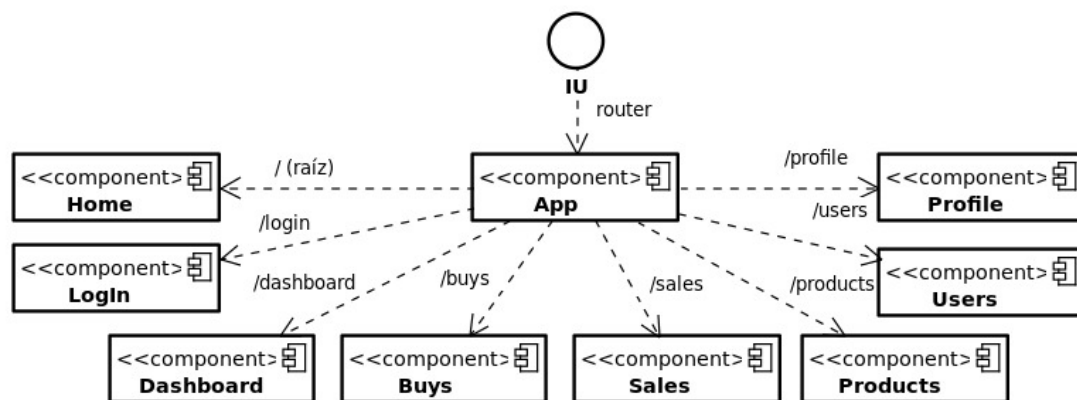 IU
router
/ (raíz)
/profile
<<component>
Home
<<component>
App
<<component>
Profile
/login
/users
<<component>
LogIn
<<component>
Users
/dashboard
/buys
/sales
/products
<<component>
Dashboard
<<component>
Buys
<<component>
Sales
<<component>
Products